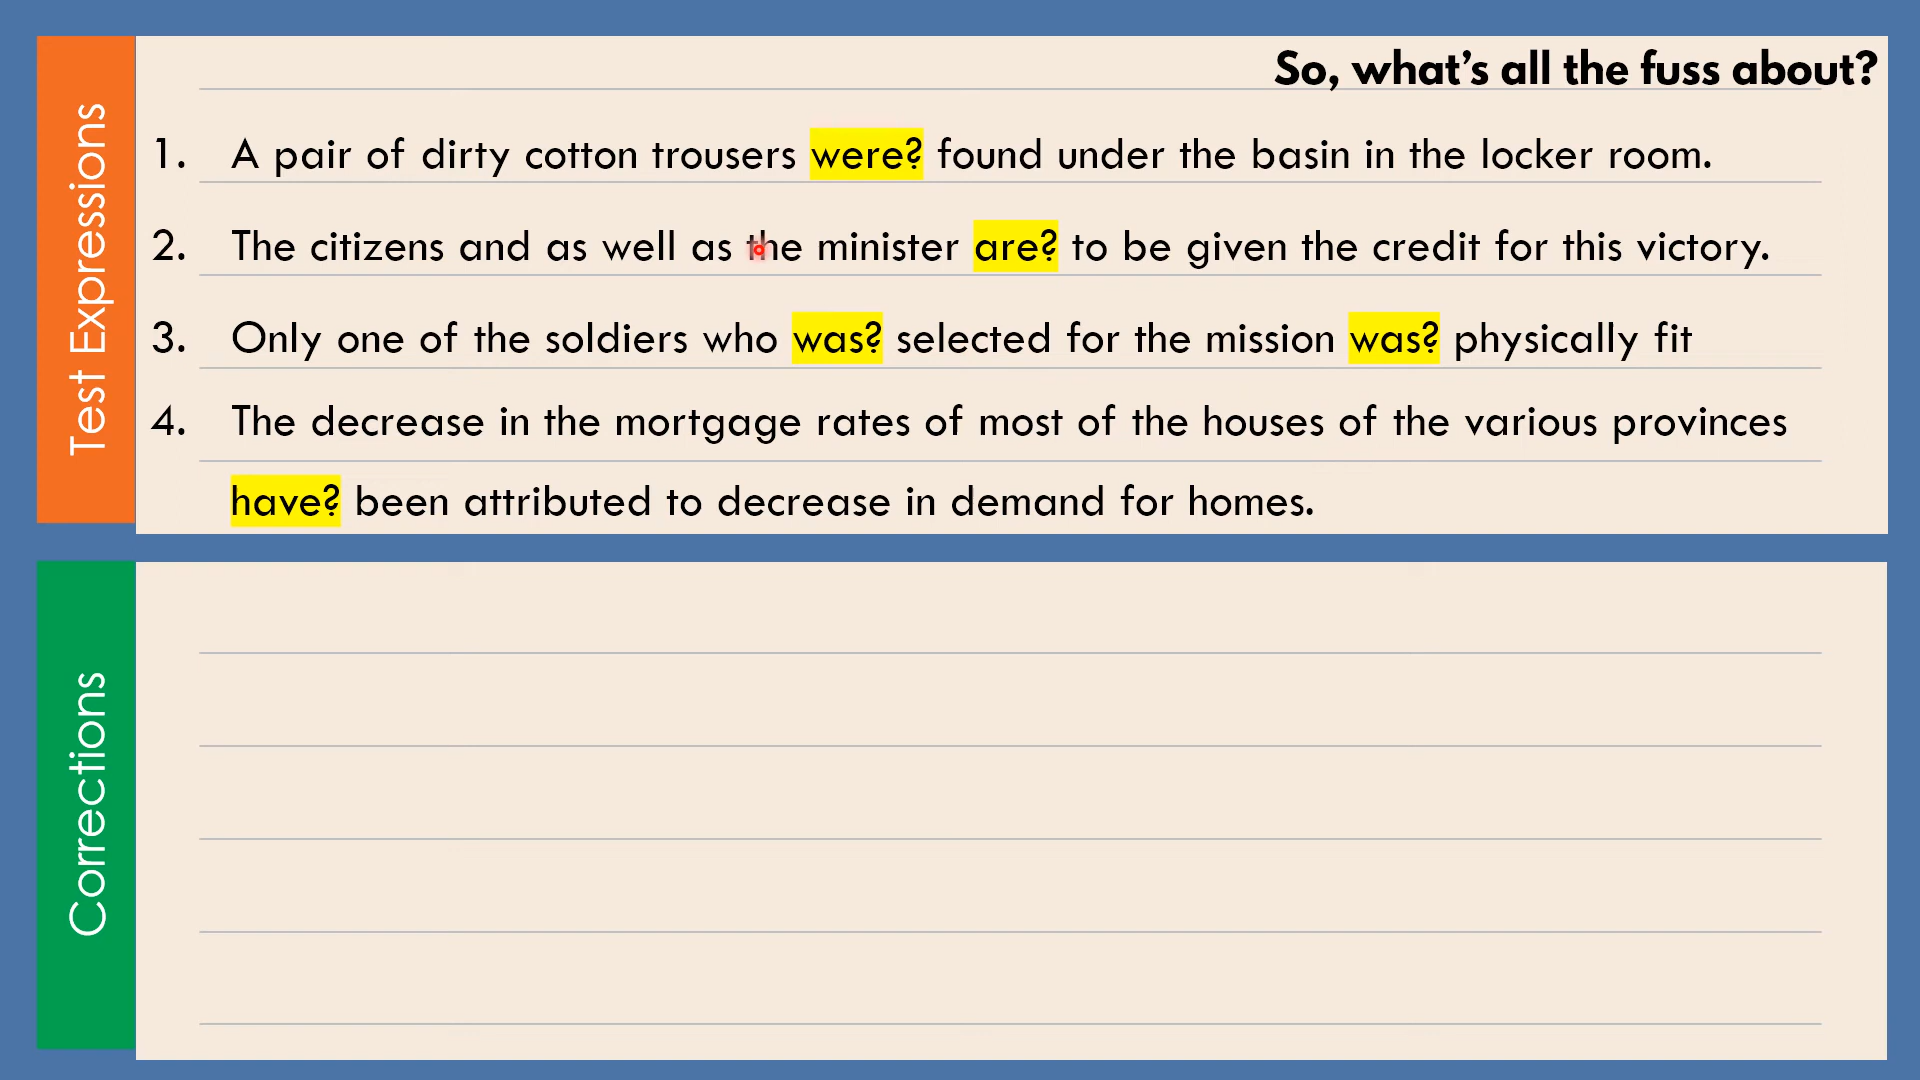 So, what's all the fuss about?
Test Expressions
1. A pair of dirty cotton trousers were? found under the basin in the locker room.
2. The citizens and as well as the minister are? to be given the credit for this victory.
3. Only one of the soldiers who was? selected for the mission was? physically fit
4. The decrease in the mortgage rates of most of the houses of the various provinces
have? been attributed to decrease in demand for homes.
Corrections